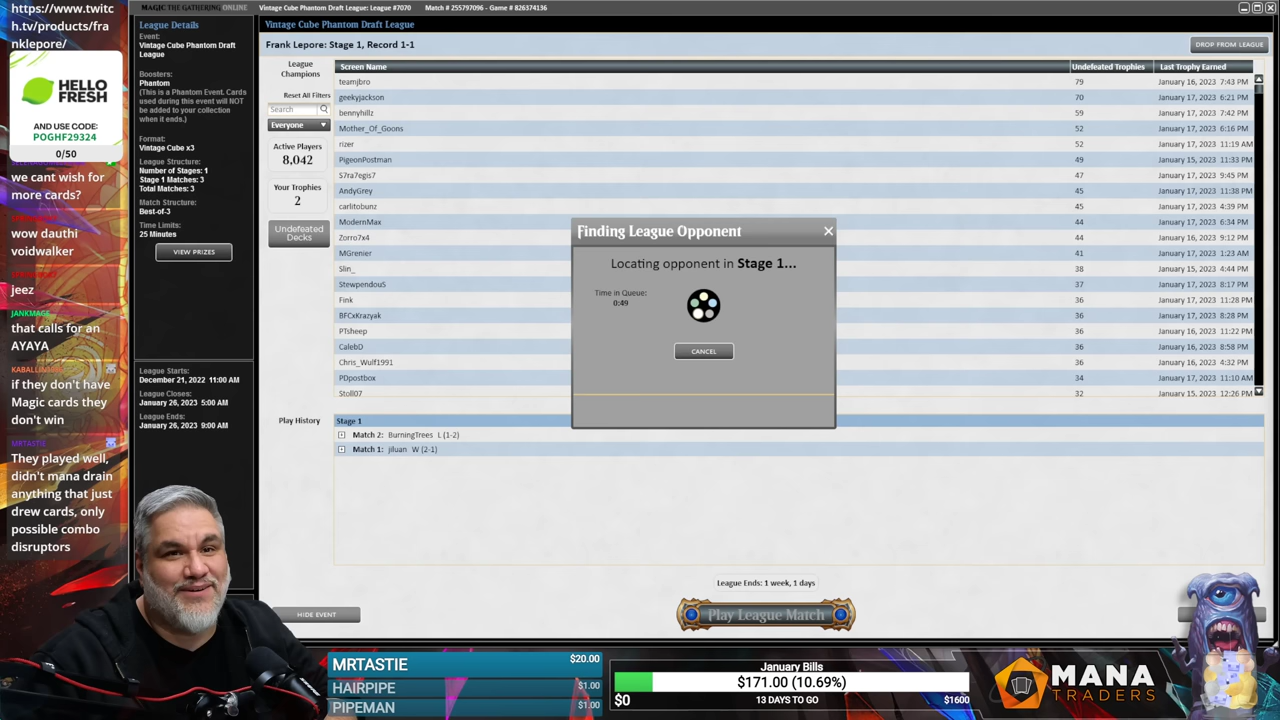 https://www.twitc
h.tv/products/fra
nklepore/
HELLO
FRESH
AND USE CODE:
POGHF29324
0/50
we cant wish for
more cards?
wow dauthi
voidwalker
jeez
JANKMAGE
that calls for an
AYAYA
if they don't have
Magic cards they
don't win
MRTASTIE
They played well,
didn't mana drain
anything that just
drew cards, only
possible combo
disruptors
MAGIC THE GATHERING ONLINE
Vintage Cube Phantom Draft League: League #7070
Match # 255797096 - Game # 826374136
League Details
Event:
Vintage Cube Phantom Draft
League
Boosters:
Phantom
(This is a Phantom Event. Cards
used during this event will NOT
be added to your collection
when it ends.)
Format:
Vintage Cube x3
League Structure:
Number of Stages: 1
Stage 1 Matches: 3
Total Matches: 3
Match Structure:
Best-of-3
Time Limits:
25 Minutes
VIEW PRIZES
League Starts:
December 21, 2022 11:00 AM
League Closes:
January 26, 2023 5:00 AM
League Ends:
January 26, 2023 9:00 AM
Vintage Cube Phantom Draft League
Frank Lepore: Stage 1, Record 1-1
DROP FROM LEAGUE
League
Champions
Reset All Filters
Search
Everyone
Active Players
8,042
Your Trophies
2
Undefeated
Decks
Screen Name Undefeated Trophies Last Trophy Earned
teamjbro 79 January 16, 2023 7:43 PM
geekyjackson 70 January 17, 2023 6:21 PM
bennyhillz 59 January 17, 2023 7:42 PM
Mother_Of_Goons 52 January 17, 2023 6:16 PM
rizer 52 January 17, 2023 11:19 AM
PigeonPostman 49 January 15, 2023 11:33 PM
S7ra7egis7 47 January 17, 2023 9:45 PM
AndyGrey 45 January 17, 2023 11:38 PM
carlitobunz 45 January 17, 2023 4:39 PM
ModernMax 44 January 17, 2023 6:34 PM
Zorro7x4 44 January 16, 2023 9:12 PM
MGrenier 41 January 17, 2023 1:23 AM
Slin_ 38 January 15, 2023 4:44 PM
StewpendouS 37 January 17, 2023 8:17 PM
Fink 36 January 16, 2023 11:28 PM
BFCxKrazyak 36 January 17, 2023 8:28 PM
PTsheep 36 January 16, 2023 11:22 PM
CalebD 36 January 16, 2023 8:58 PM
Chris_Wulf1991 36 January 16, 2023 4:32 PM
PDpostbox 34 January 17, 2023 11:10 AM
Stoll07 32 January 15, 2023 12:26 PM
Finding League Opponent
Locating opponent in Stage 1...
Time in Queue:
0:49
CANCEL
Play History
Stage 1
Match 2: BurningTrees L (1-2)
Match 1: jiluan W (2-1)
League Ends: 1 week, 1 days
HIDE EVENT
Play League Match
MRTASTIE $20.00
HAIRPIPE $1.00
PIPEMAN $1.00
January Bills
$171.00 (10.69%)
$0 13 DAYS TO GO $1600
MANA
TRADERS